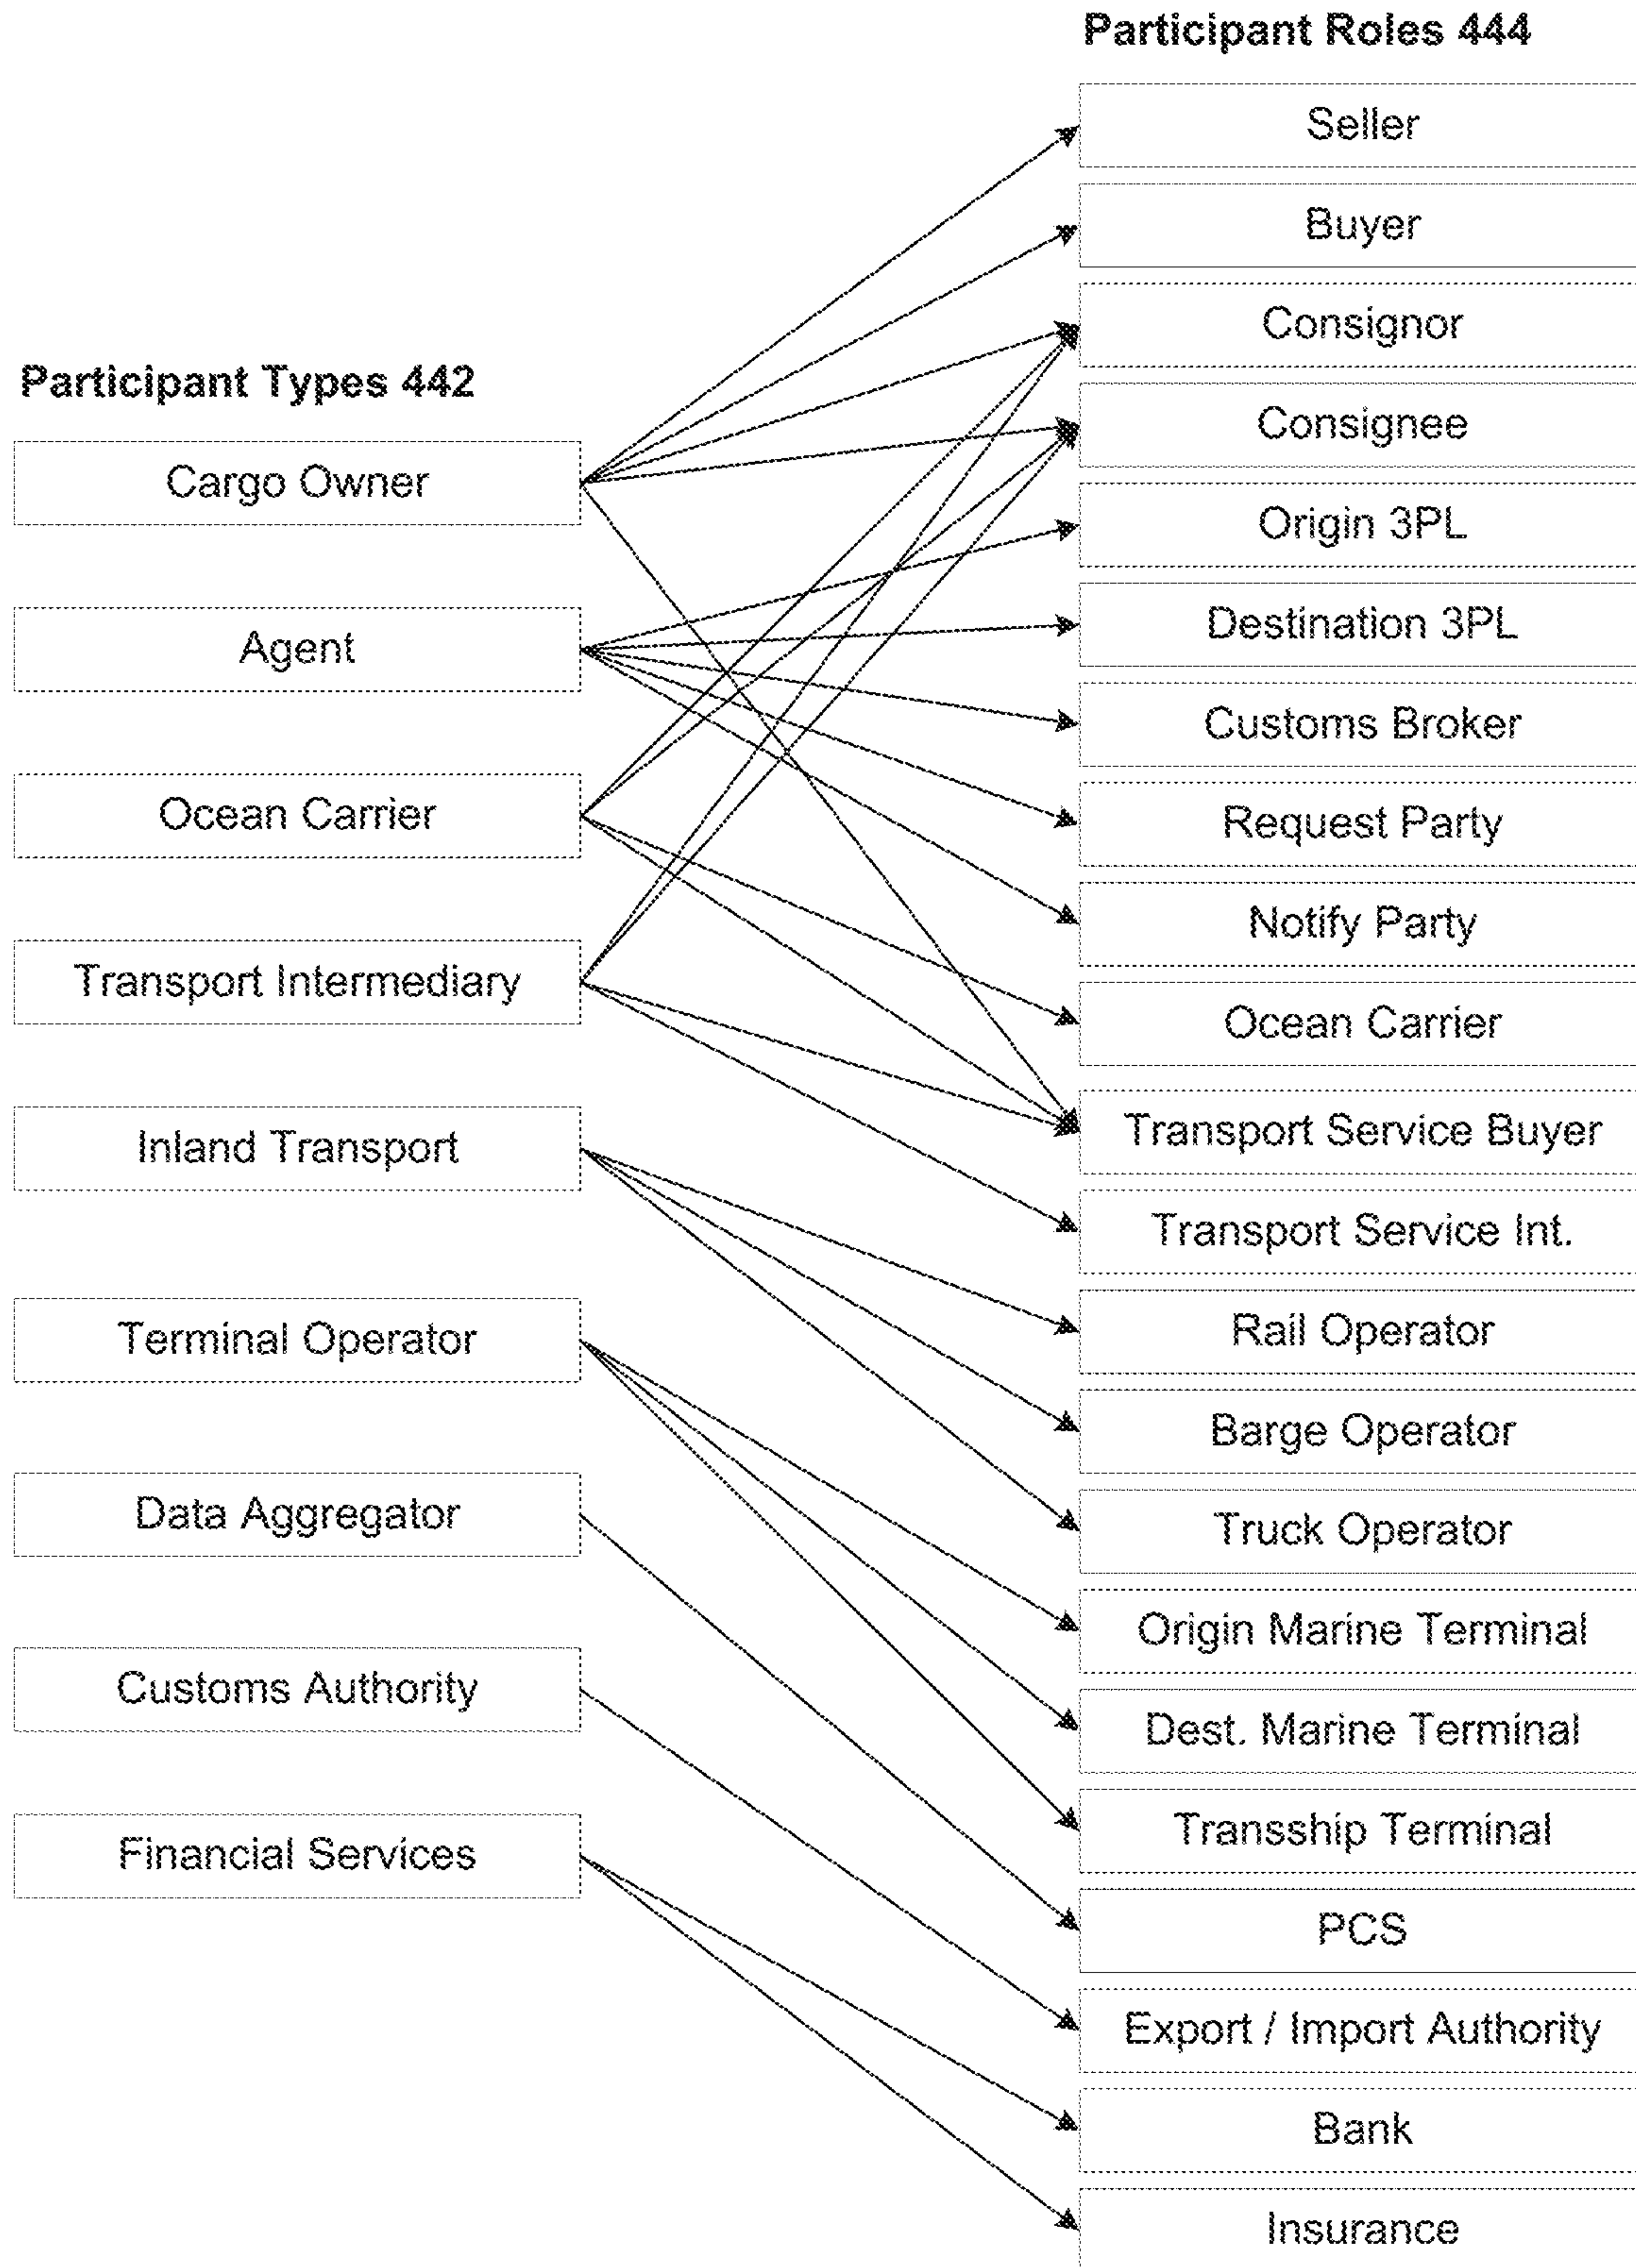 Participant Types 442
Cargo Owner
Agent
Ocean Carrier
Transport Intermediary
Inland Transport
Terminal Operator
Data Aggregator
Customs Authority
Financial Services
Participant Roles 444
Seller
Buyer
Consignor
Consignee
Origin 3PL
Destination 3PL
Customs Broker
Request Party
Notify Party
Ocean Carrier
Transport Service Buyer
Transport Service Int.
Rail Operator
Barge Operator
Truck Operator
Origin Marine Terminal
Dest. Marine Terminal
Transship Terminal
PCS
Export / Import Authority
Bank
Insurance